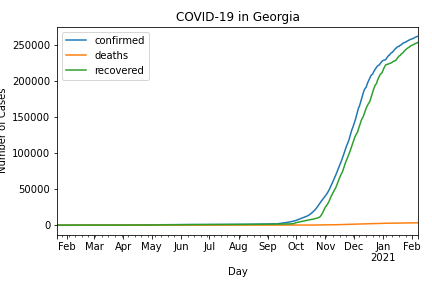 COVID-19 in Georgia
confirmed
deaths
recovered
250000
200000
150000
100000
50000
0
Number of Cases
Feb Mar Apr May Jun Jul Aug Sep Oct Nov Dec Jan Feb
2021
Day